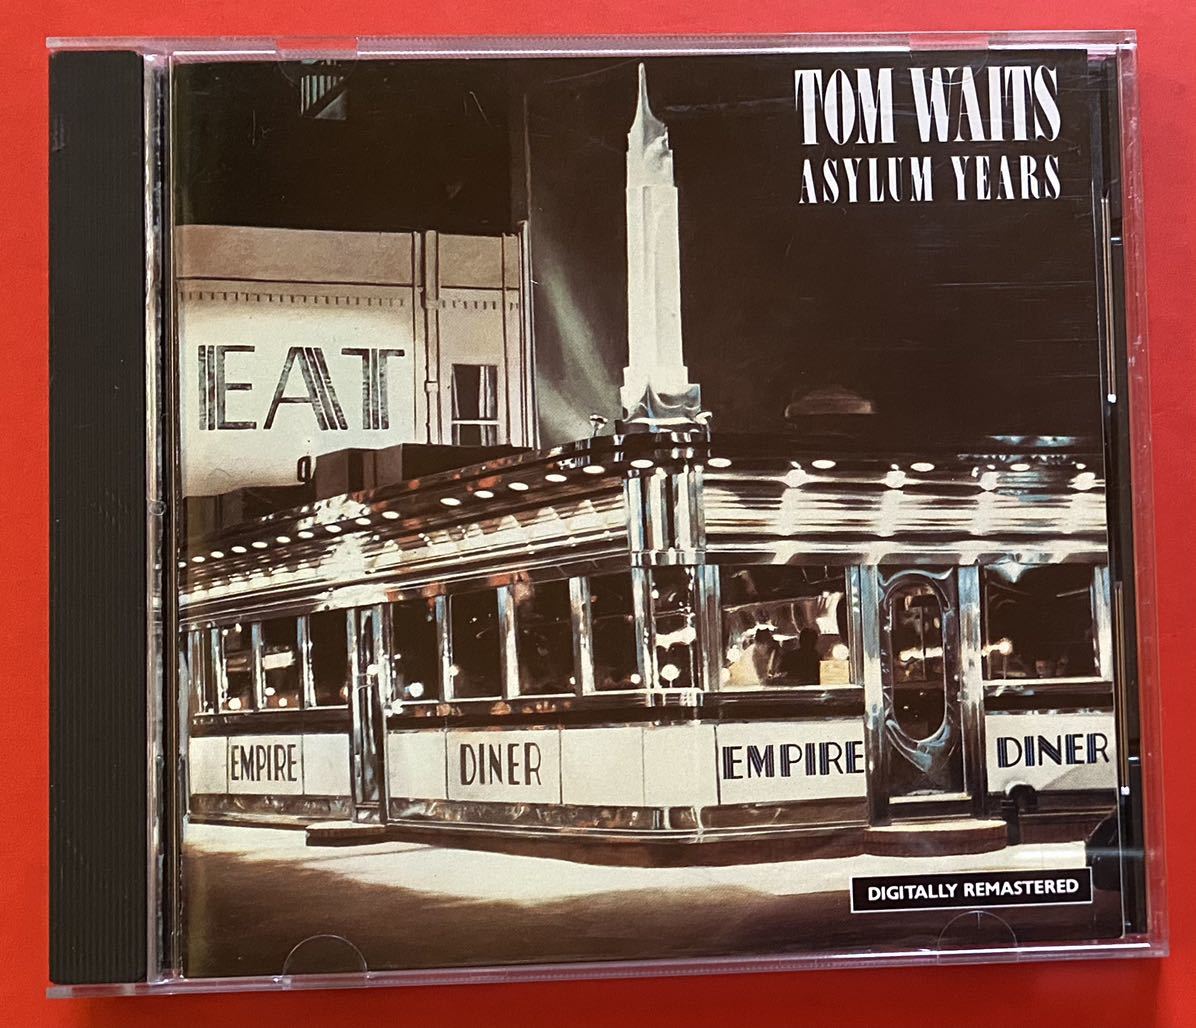 TOM WAITS
ASYLUM YEARS
EAT
EMPIRE DINER EMPIRE DINER
DIGITALLY REMASTERED